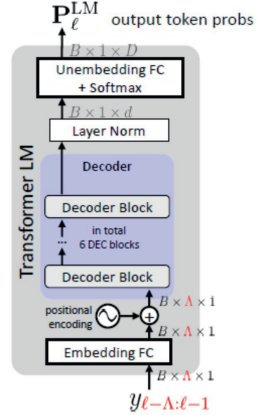 P_ℓ^LM output token probs
B × 1 × D
Unembedding FC
+ Softmax
B × 1 × d
Layer Norm
Transformer LM
Decoder
Decoder Block
...
in total
6 DEC blocks
Decoder Block
positional
encoding
+
B × Λ × 1
B × Λ × 1
Embedding FC
B × Λ × 1
y_ℓ−Λ:ℓ−1